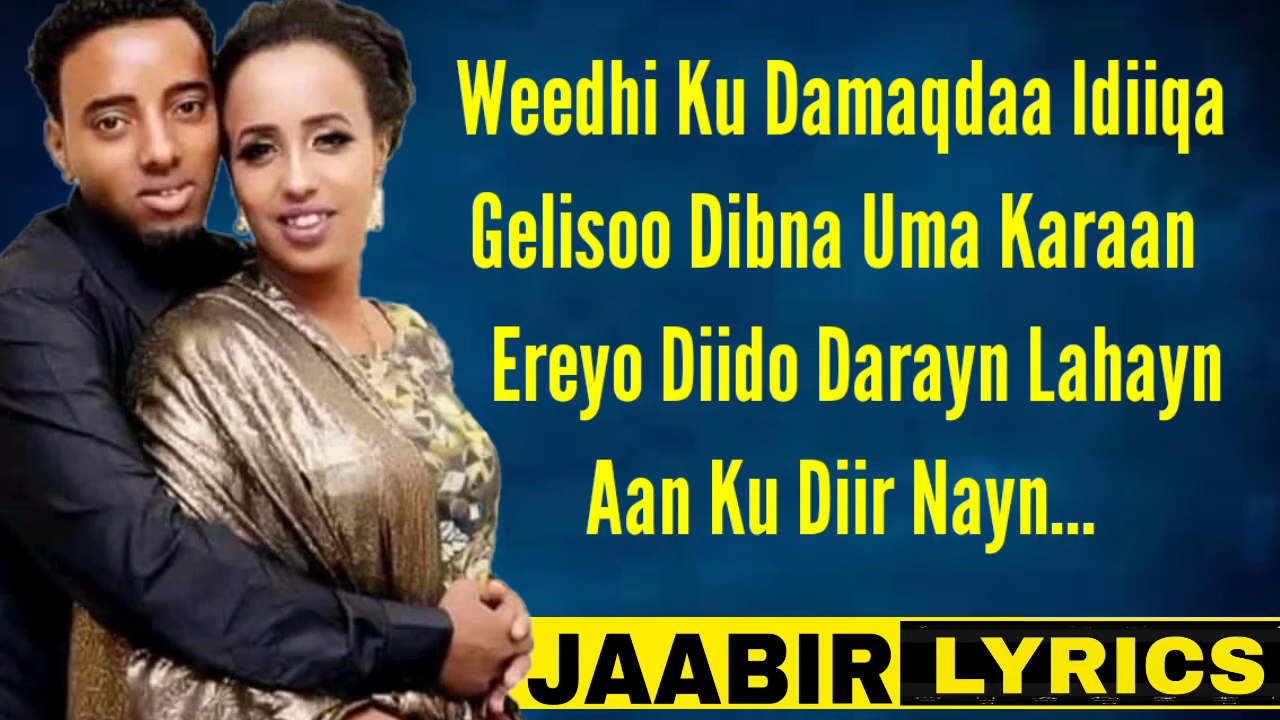 Weedhi Ku Damaqdaa Idiiqa
Gelisoo Dibna Uma Karaan
Ereyo Diido Darayn Lahayn
Aan Ku Diir Nayn...
JAABIR LYRICS